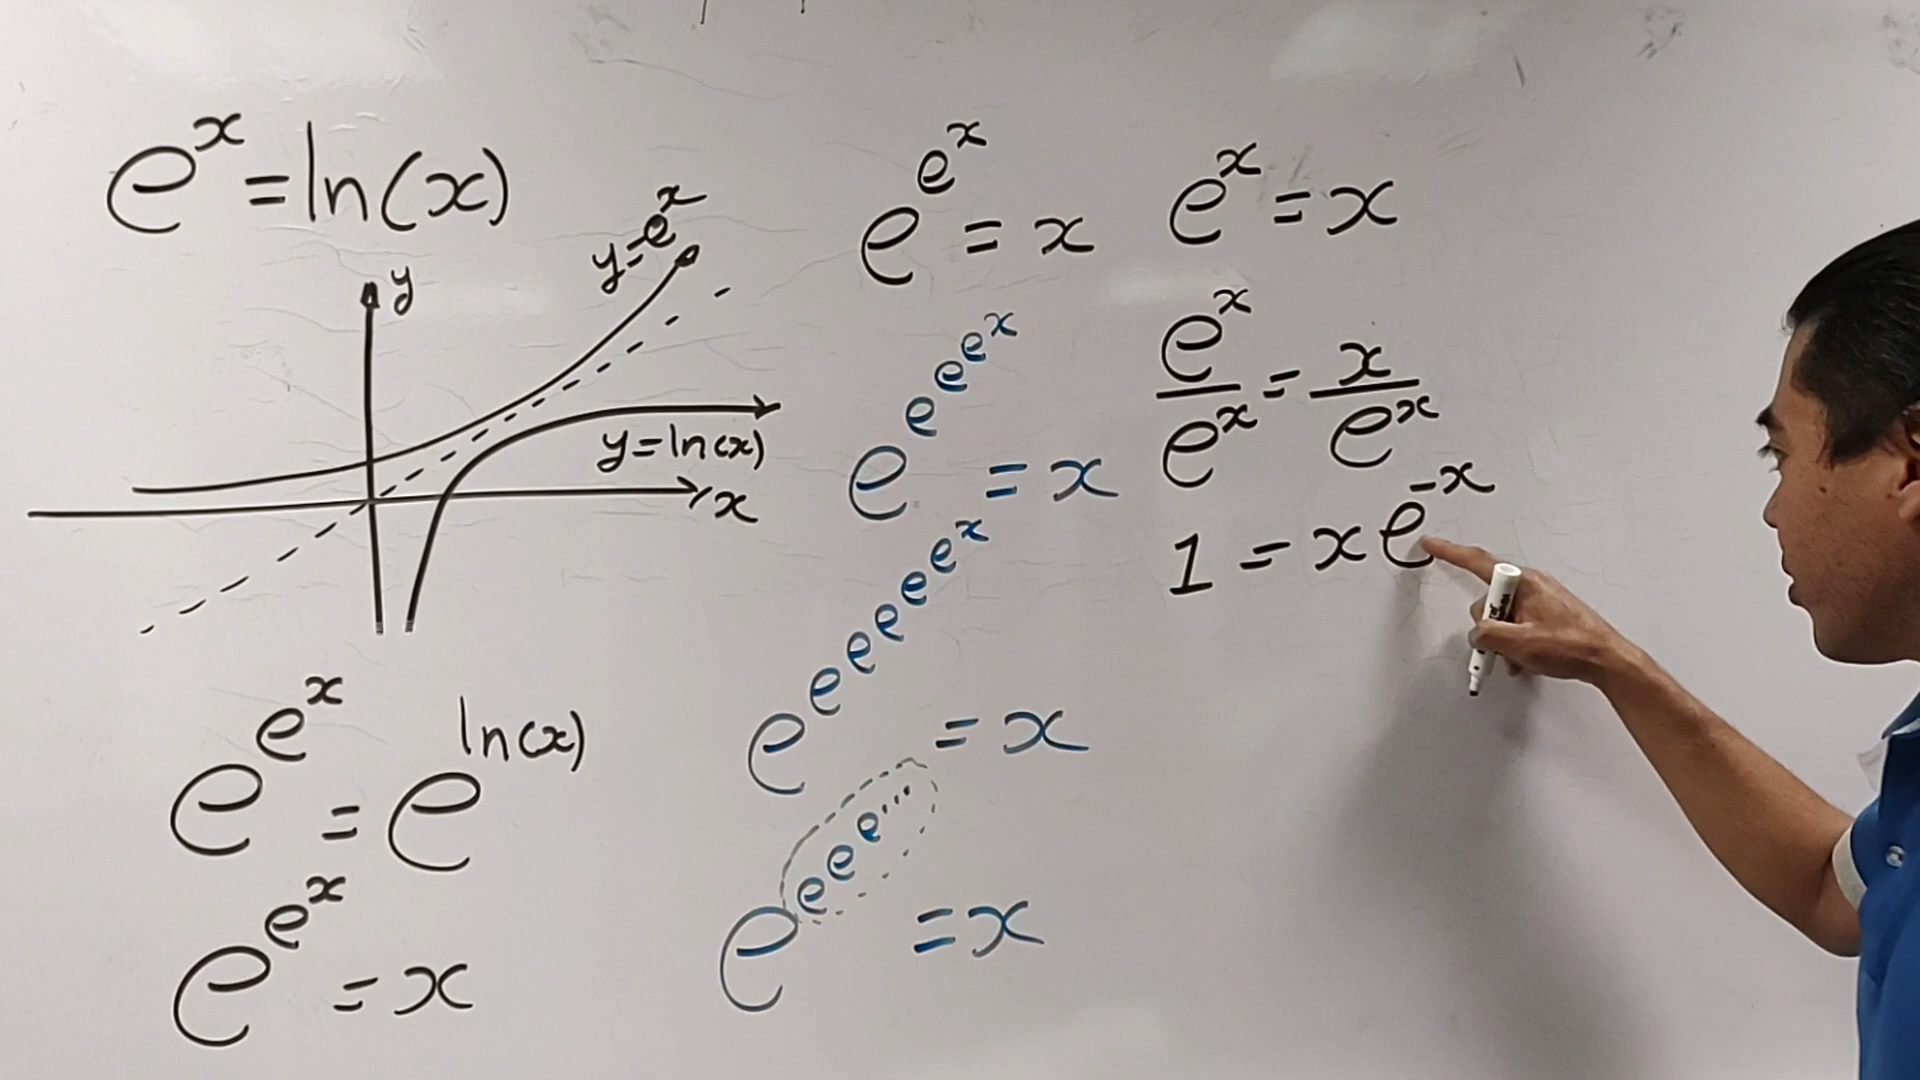 e^x = ln(x)
y
y=e^x
y=ln(x)
x
e^{e^x} = e^{ln(x)}
e^{e^x} = x
e^{e^x} = x
e^{e^{e^{e^x}}} = x
e^{e^{e^{e^{e^{e^x}}}}} = x
e^{e^{e^{e^{...}}}} = x
e^x = x
e^x/e^x = x/e^x
1 = xe^{-x}